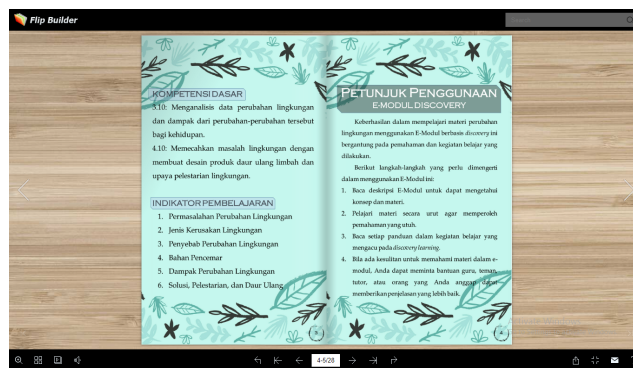 Flip Builder
Search
KOMPETENSI DASAR
3.10: Menganalisis data perubahan lingkungan
dan dampak dari perubahan-perubahan tersebut
bagi kehidupan.
4.10: Memecahkan masalah lingkungan dengan
membuat desain produk daur ulang limbah dan
upaya pelestarian lingkungan.
INDIKATOR PEMBELAJARAN
1. Permasalahan Perubahan Lingkungan
2. Jenis Kerusakan Lingkungan
3. Penyebab Perubahan Lingkungan
4. Bahan Pencemar
5. Dampak Perubahan Lingkungan
6. Solusi, Pelestarian, dan Daur Ulang
3
PETUNJUK PENGGUNAAN
E-MODUL DISCOVERY
Keberhasilan dalam mempelajari materi perubahan
lingkungan menggunakan E-Modul berbasis discovery ini
bergantung pada pemahaman dan kegiatan belajar yang
dilakukan.
Berikut langkah-langkah yang perlu dimengerti
dalam menggunakan E-Modul ini:
1. Baca deskripsi E-Modul untuk dapat mengetahui
konsep dan materi.
2. Pelajari materi secara urut agar memperoleh
pemahaman yang utuh.
3. Baca setiap panduan dalam kegiatan belajar yang
mengacu pada discovery learning.
4. Bila ada kesulitan untuk memahami materi dalam e-
modul, Anda dapat meminta bantuan guru, teman,
tutor, atau orang yang Anda anggap dapat
memberikan penjelasan yang lebih baik.
4
4-5/28